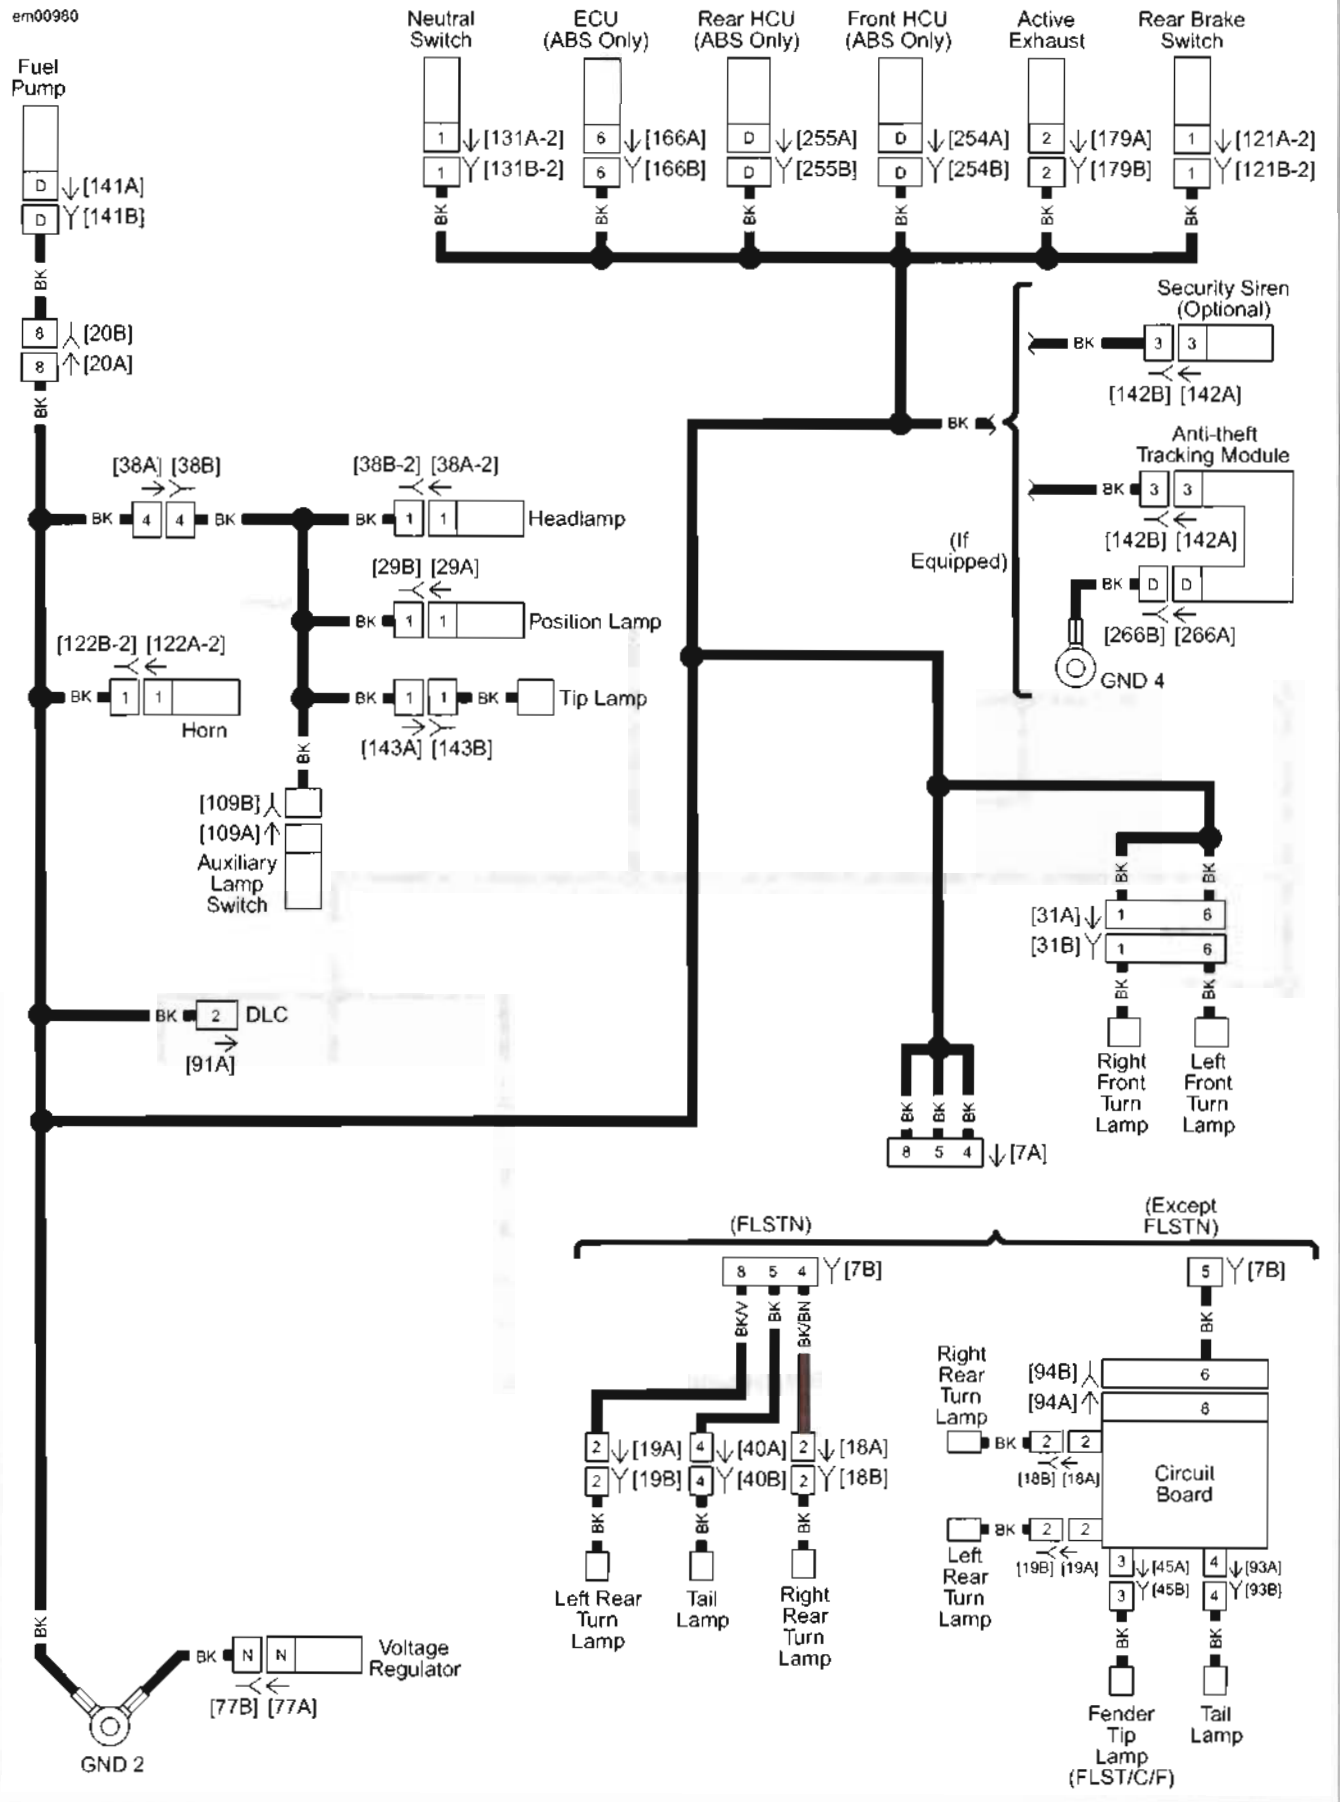 em00980
Fuel
Pump
D [141A]
D [141B]
BK
8 [20B]
8 [20A]
BK
Neutral
Switch
1 [131A-2]
1 [131B-2]
BK
ECU
(ABS Only)
6 [166A]
6 [166B]
BK
Rear HCU
(ABS Only)
D [255A]
D [255B]
BK
Front HCU
(ABS Only)
D [254A]
D [254B]
BK
Active
Exhaust
2 [179A]
2 [179B]
BK
Rear Brake
Switch
1 [121A-2]
1 [121B-2]
BK
Security Siren
(Optional)
BK 3 3
[142B] [142A]
BK
Anti-theft
Tracking Module
BK 3 3
[142B] [142A]
(If
Equipped)
BK D D
[266B] [266A]
GND 4
[38A] [38B]
BK 4 4 BK
[38B-2] [38A-2]
BK 1 1 Headlamp
[29B] [29A]
BK 1 1 Position Lamp
[122B-2] [122A-2]
BK 1 1
Horn
BK 1 1 BK Tip Lamp
[143A] [143B]
BK
[109B]
[109A]
Auxiliary
Lamp
Switch
BK 2 DLC
[91A]
BK BK
[31A] 1 6
[31B] 1 6
BK BK
Right
Front
Turn
Lamp
Left
Front
Turn
Lamp
BK BK BK
8 5 4 [7A]
(FLSTN)
(Except
FLSTN)
8 5 4 [7B]
BK/V BK BK/BN
2 [19A]
2 [19B]
BK
Left Rear
Turn
Lamp
4 [40A]
4 [40B]
BK
Tail
Lamp
2 [18A]
2 [18B]
BK
Right
Rear
Turn
Lamp
5 [7B]
BK
[94B] 6
[94A] 6
Circuit
Board
Right
Rear
Turn
Lamp
BK 2 2
[18B] [18A]
BK 2 2
[19B] [19A]
Left
Rear
Turn
Lamp
3 [45A]
3 [45B]
BK
Fender
Tip
Lamp
(FLST/C/F)
4 [93A]
4 [93B]
BK
Tail
Lamp
BK
BK N N
[77B] [77A]
Voltage
Regulator
GND 2